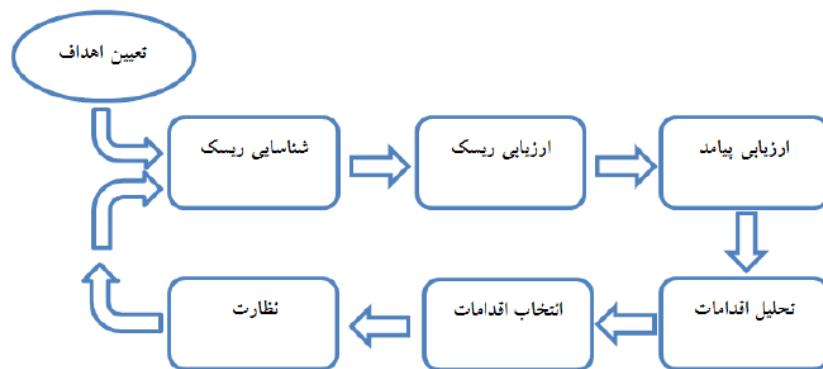 تعیین اهداف
شناسایی ریسک
ارزیابی ریسک
ارزیابی پیامد
تحلیل اقدامات
انتخاب اقدامات
نظارت